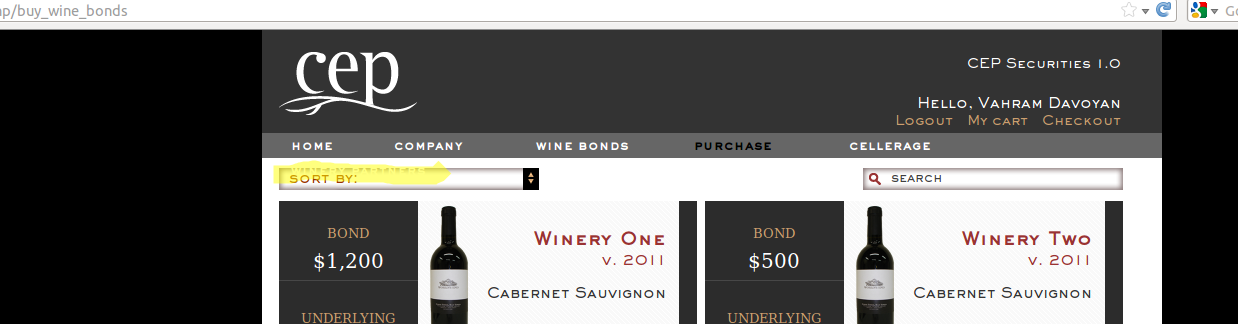 ap/buy_wine_bonds
cep
CEP Securities 1.0
Hello, Vahram Davoyan
Logout My cart Checkout
HOME COMPANY WINE BONDS PURCHASE CELLERAGE
WINERY PARTNERS
SORT BY:
SEARCH
BOND
$1,200
UNDERLYING
Winery One
v. 2011
Cabernet Sauvignon
BOND
$500
UNDERLYING
Winery Two
v. 2011
Cabernet Sauvignon